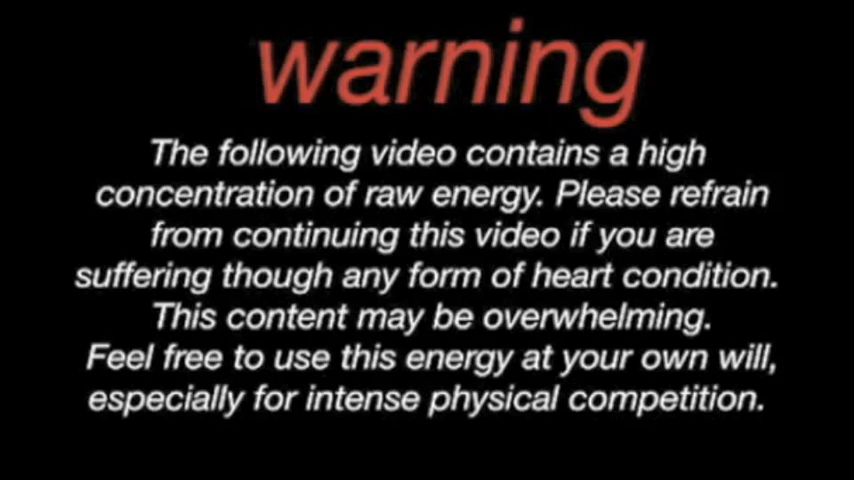 warning
The following video contains a high
concentration of raw energy. Please refrain
from continuing this video if you are
suffering though any form of heart condition.
This content may be overwhelming.
Feel free to use this energy at your own will,
especially for intense physical competition.